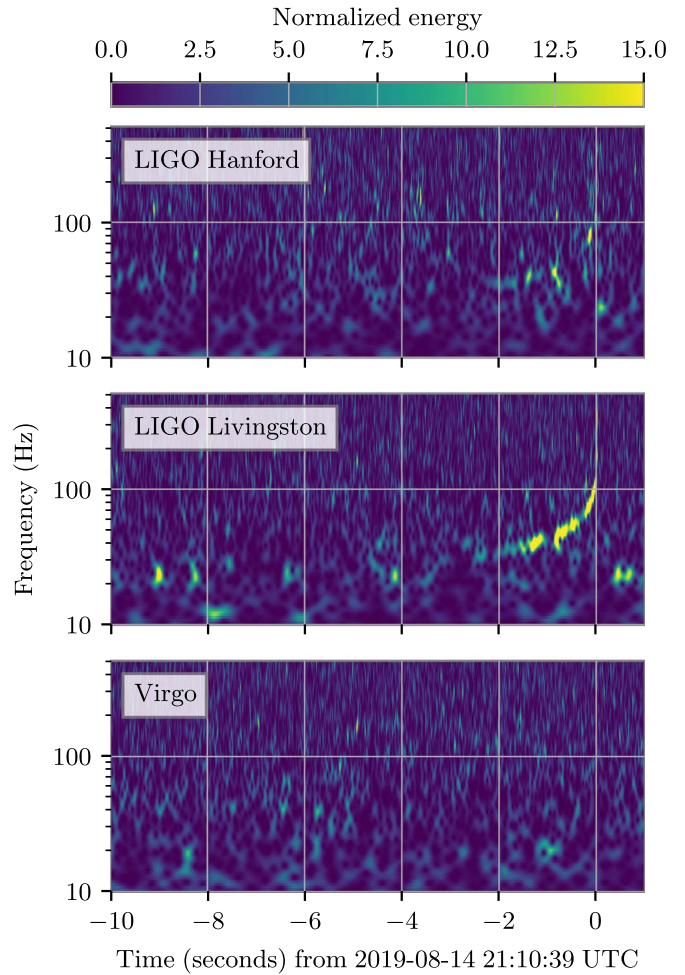 Normalized energy
0.0 2.5 5.0 7.5 10.0 12.5 15.0
LIGO Hanford
100
10
LIGO Livingston
100
10
Frequency (Hz)
Virgo
100
10
−10 −8 −6 −4 −2 0
Time (seconds) from 2019-08-14 21:10:39 UTC